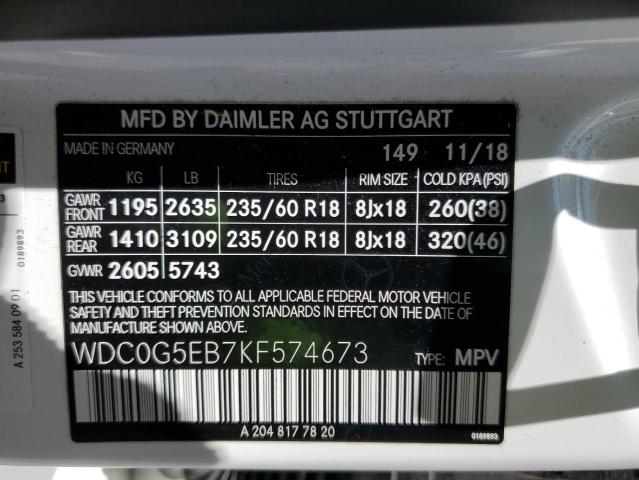 MFD BY DAIMLER AG STUTTGART
MADE IN GERMANY 149 11/18
KG LB TIRES RIM SIZE COLD KPA (PSI)
GAWR FRONT 1195 2635 235/60 R18 8Jx18 260(38)
GAWR REAR 1410 3109 235/60 R18 8Jx18 320(46)
GVWR 2605 5743
THIS VEHICLE CONFORMS TO ALL APPLICABLE FEDERAL MOTOR VEHICLE
SAFETY AND THEFT PREVENTION STANDARDS IN EFFECT ON THE DATE OF
MANUFACTURE SHOWN ABOVE.
WDC0G5EB7KF574673 TYPE: MPV
A 204 817 78 20
0189893
A 253 584 09 01
0189893